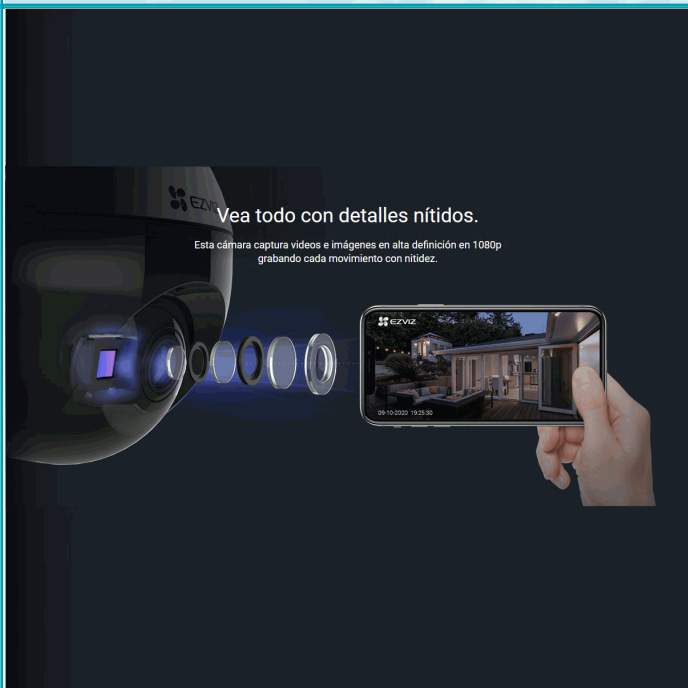 EZVIZ
Vea todo con detalles nítidos.
Esta cámara captura videos e imágenes en alta definición en 1080p
grabando cada movimiento con nitidez.
EZVIZ
09-10-2020 19:25:30